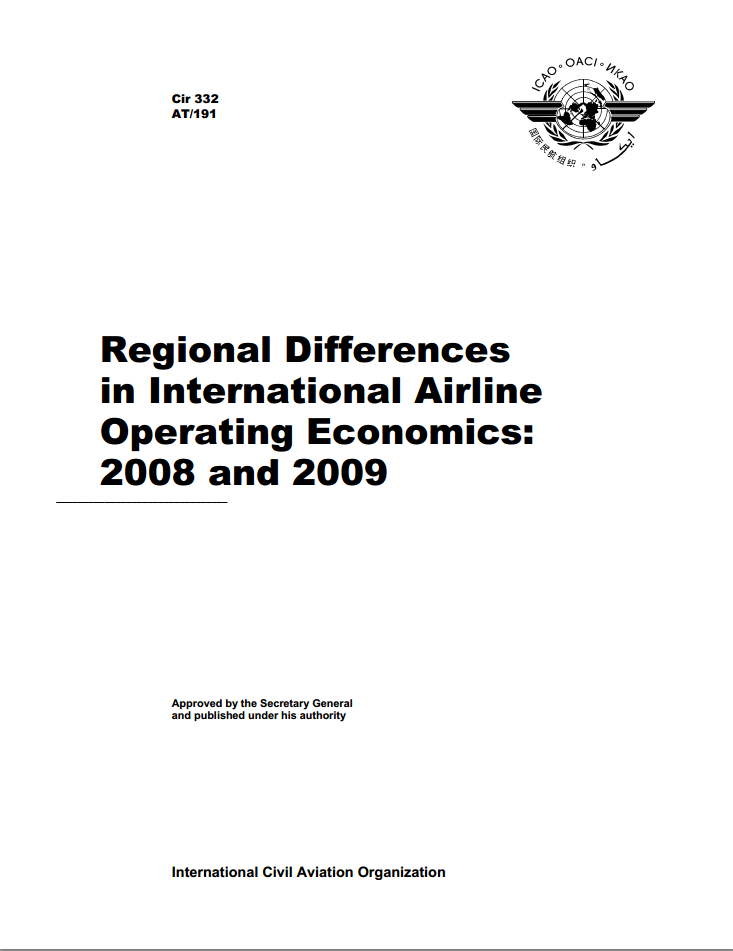 Cir 332
AT/191
ICAO ° OACI ° ИКАО
国际民航组织 ° ايكاو
Regional Differences
in International Airline
Operating Economics:
2008 and 2009
Approved by the Secretary General
and published under his authority
International Civil Aviation Organization